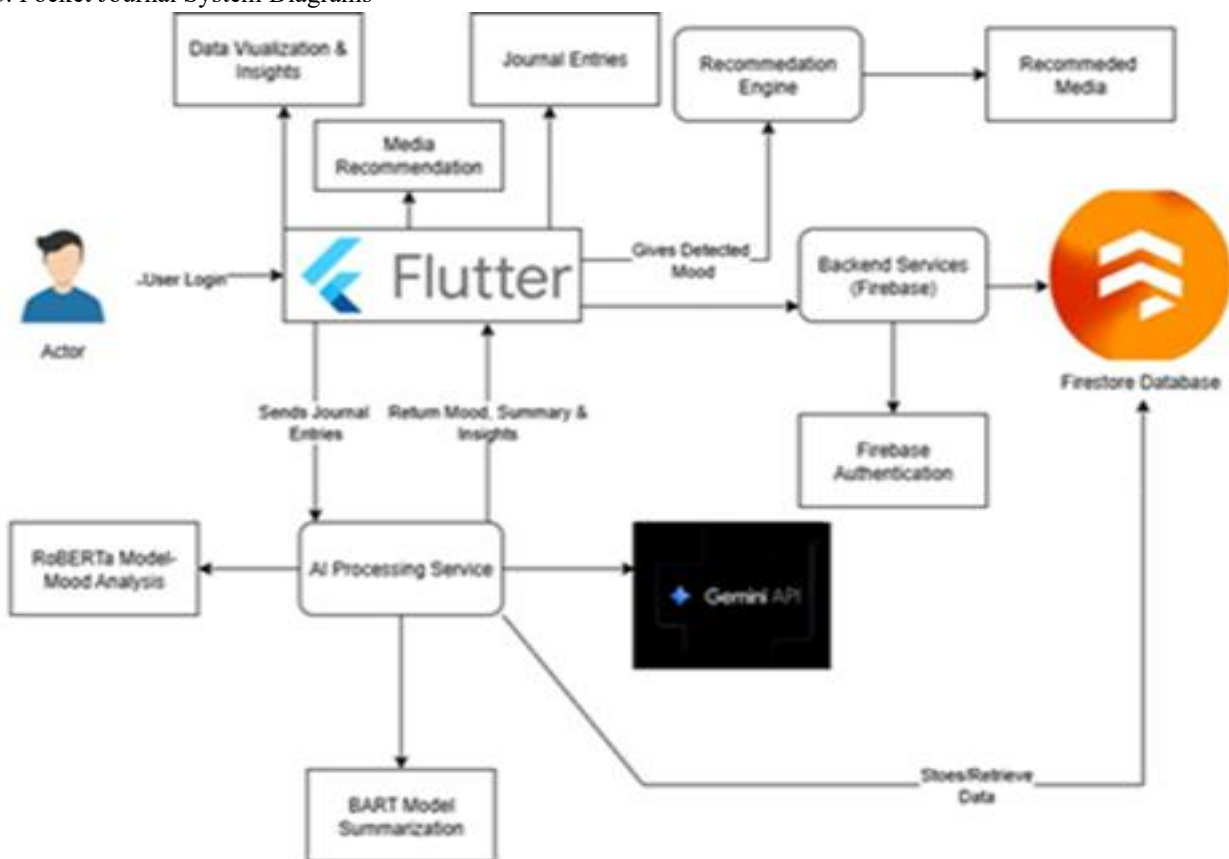 . Pocket Journal System Diagrams
Data Viualization &
Insights
Journal Entries
Recommedation
Engine
Recommeded
Media
Media
Recommendation
Flutter
User Login
Actor
Gives Detected
Mood
Backend Services
(Firebase)
Firestore Database
Sends Journal
Entries
Return Mood, Summary &
Insights
Firebase
Authentication
RoBERTa Model-
Mood Analysis
AI Processing Service
Gemini API
Stoes/Retrieve
Data
BART Model
Summarization